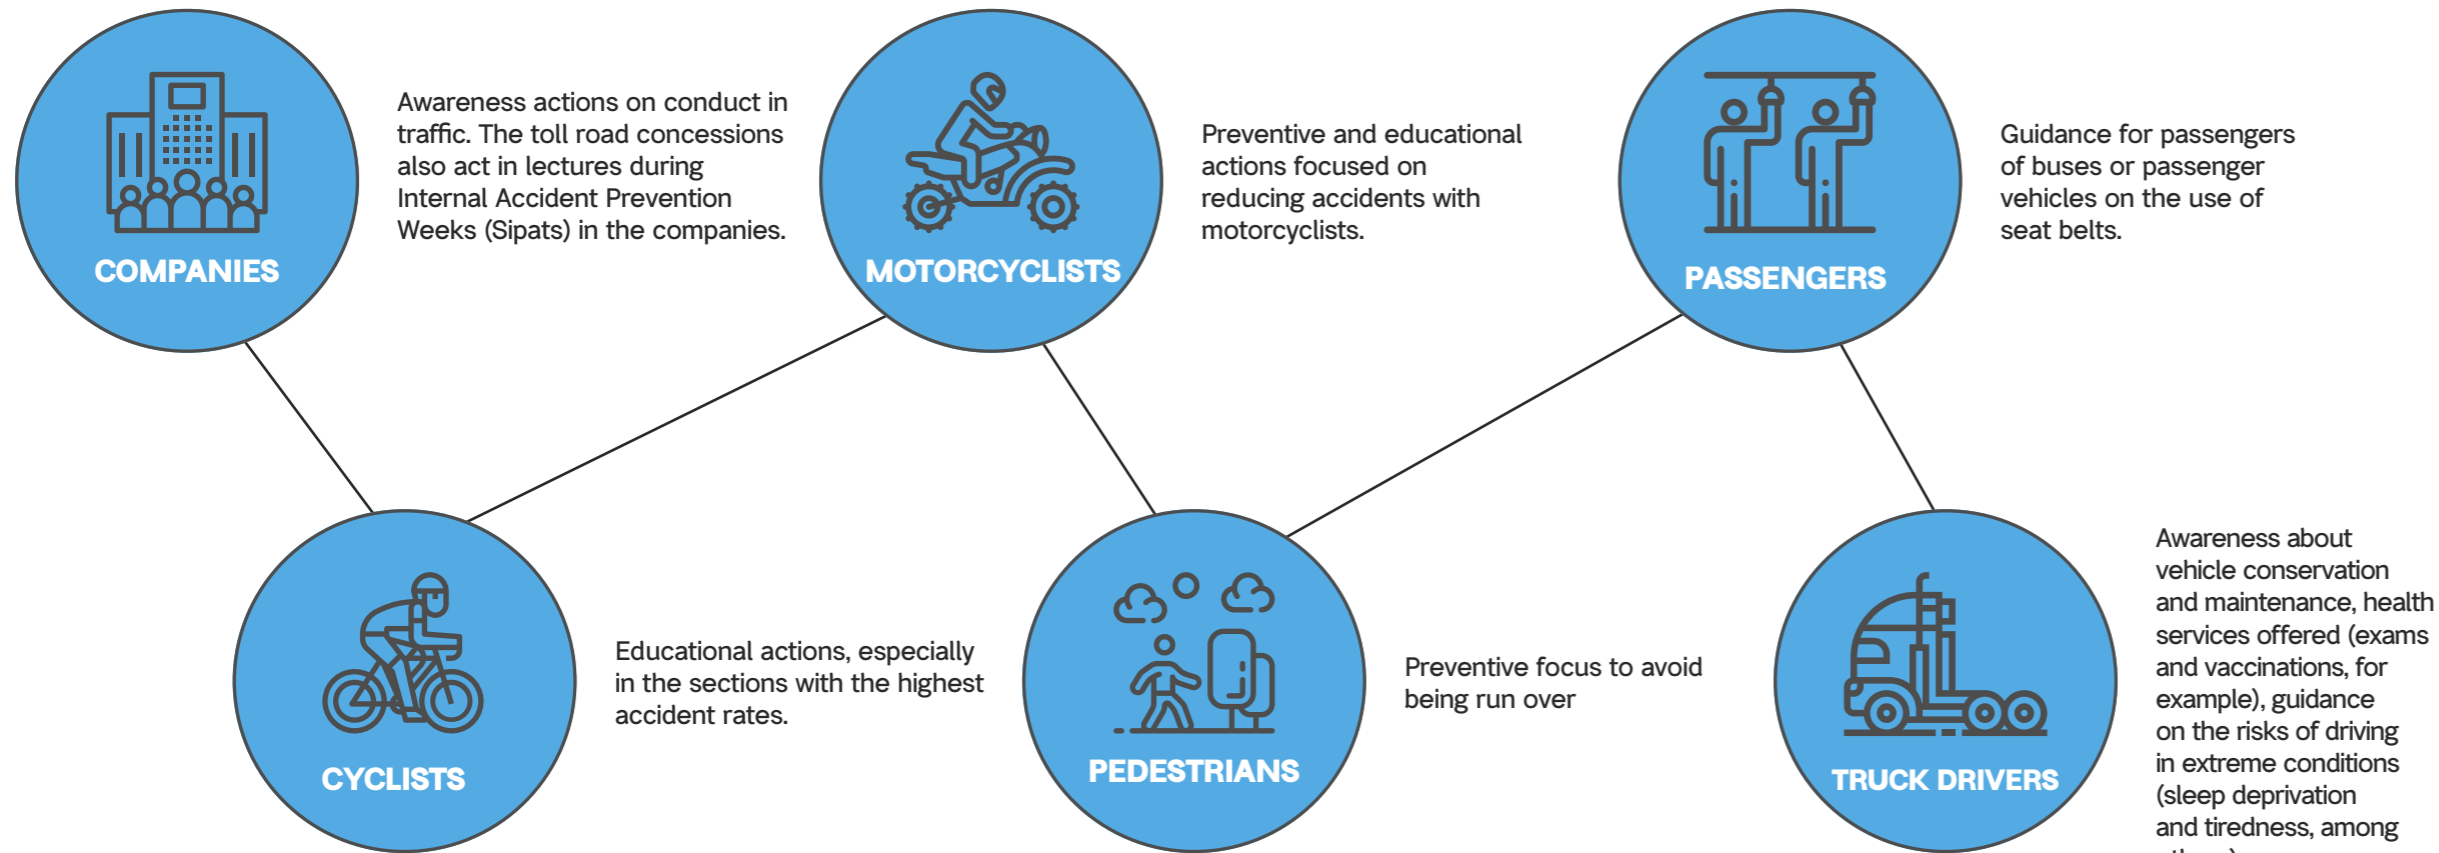 COMPANIES
Awareness actions on conduct in
traffic. The toll road concessions
also act in lectures during
Internal Accident Prevention
Weeks (Sipats) in the companies.
MOTORCYCLISTS
Preventive and educational
actions focused on
reducing accidents with
motorcyclists.
PASSENGERS
Guidance for passengers
of buses or passenger
vehicles on the use of
seat belts.
CYCLISTS
Educational actions, especially
in the sections with the highest
accident rates.
PEDESTRIANS
Preventive focus to avoid
being run over
TRUCK DRIVERS
Awareness about
vehicle conservation
and maintenance, health
services offered (exams
and vaccinations, for
example), guidance
on the risks of driving
in extreme conditions
(sleep deprivation
and tiredness, among